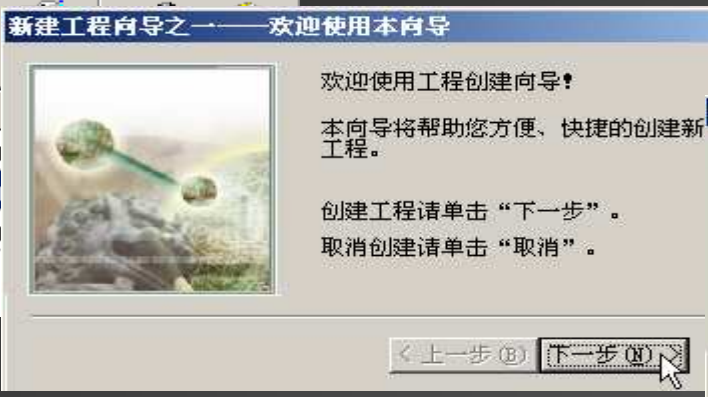 新建工程向导之一——欢迎使用本向导
欢迎使用工程创建向导！
本向导将帮助您方便、快捷的创建新
工程。
创建工程请单击“下一步”。
取消创建请单击“取消”。
< 上一步(B)
下一步(N) >